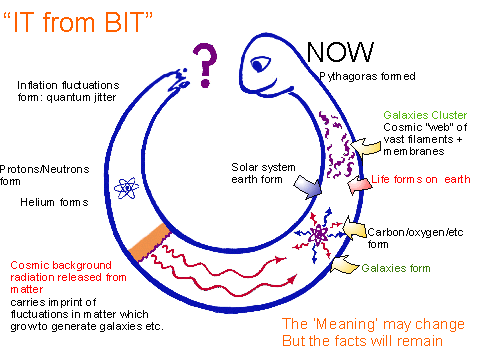 “IT from BIT”
?
NOW
Pythagoras formed
Inflation fluctuations
form: quantum jitter
Galaxies Cluster
Cosmic "web" of
vast filaments +
membranes
Protons/Neutrons
form
Solar system
earth form
Life forms on earth
Helium forms
Carbon/oxygen/etc
form
Cosmic background
radiation released from
matter
carries imprint of
fluctuations in matter which
growto generate galaxies etc.
Galaxies form
The ‘Meaning’ may change
But the facts will remain